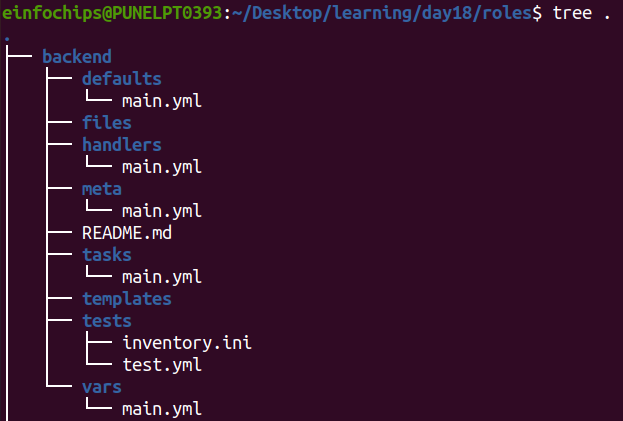 einfochips@PUNELPT0393:~/Desktop/learning/day18/roles$ tree .
.
├── backend
│   ├── defaults
│   │   └── main.yml
│   ├── files
│   ├── handlers
│   │   └── main.yml
│   ├── meta
│   │   └── main.yml
│   ├── README.md
│   ├── tasks
│   │   └── main.yml
│   ├── templates
│   ├── tests
│   │   ├── inventory.ini
│   │   └── test.yml
│   └── vars
│       └── main.yml